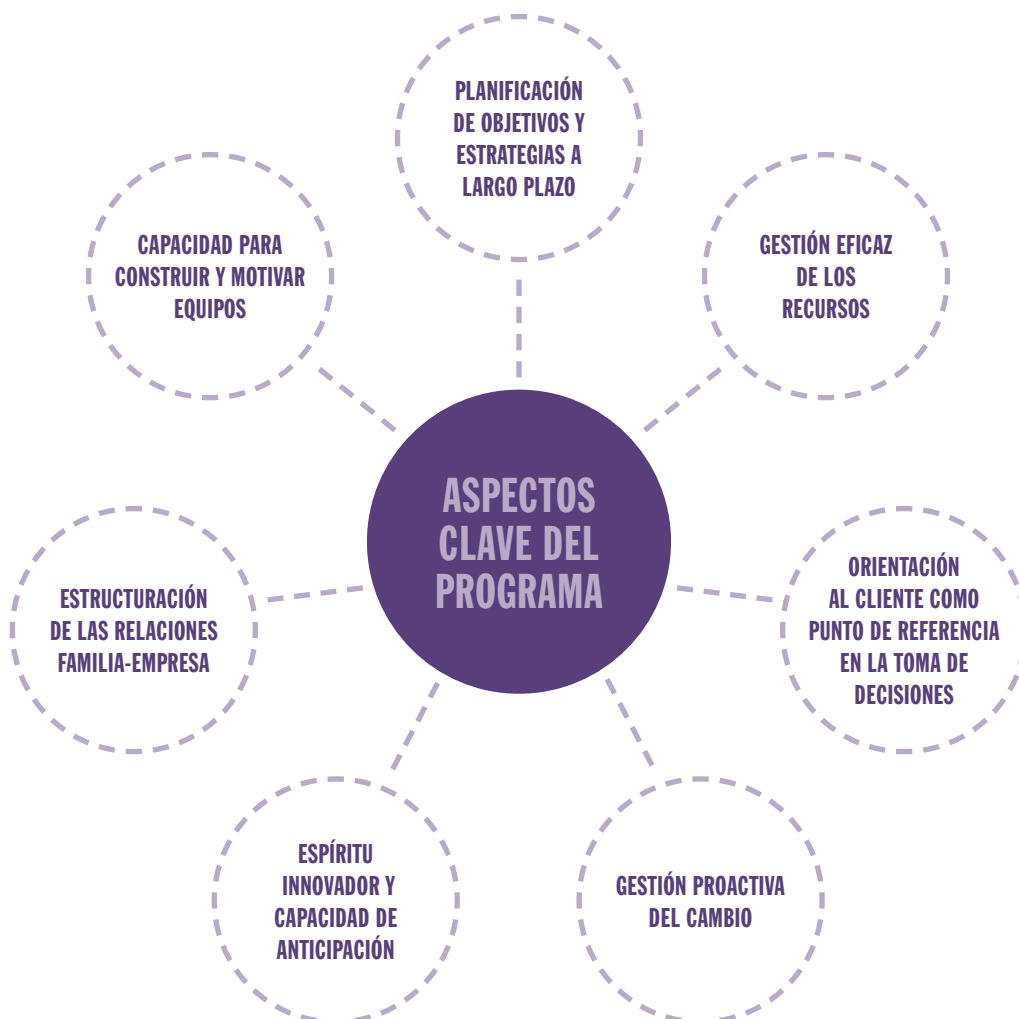 PLANIFICACIÓN
DE OBJETIVOS Y
ESTRATEGIAS A
LARGO PLAZO
CAPACIDAD PARA
CONSTRUIR Y MOTIVAR
EQUIPOS
GESTIÓN EFICAZ
DE LOS
RECURSOS
ASPECTOS
CLAVE DEL
PROGRAMA
ESTRUCTURACIÓN
DE LAS RELACIONES
FAMILIA-EMPRESA
ORIENTACIÓN
AL CLIENTE COMO
PUNTO DE REFERENCIA
EN LA TOMA DE
DECISIONES
ESPÍRITU
INNOVADOR Y
CAPACIDAD DE
ANTICIPACIÓN
GESTIÓN PROACTIVA
DEL CAMBIO